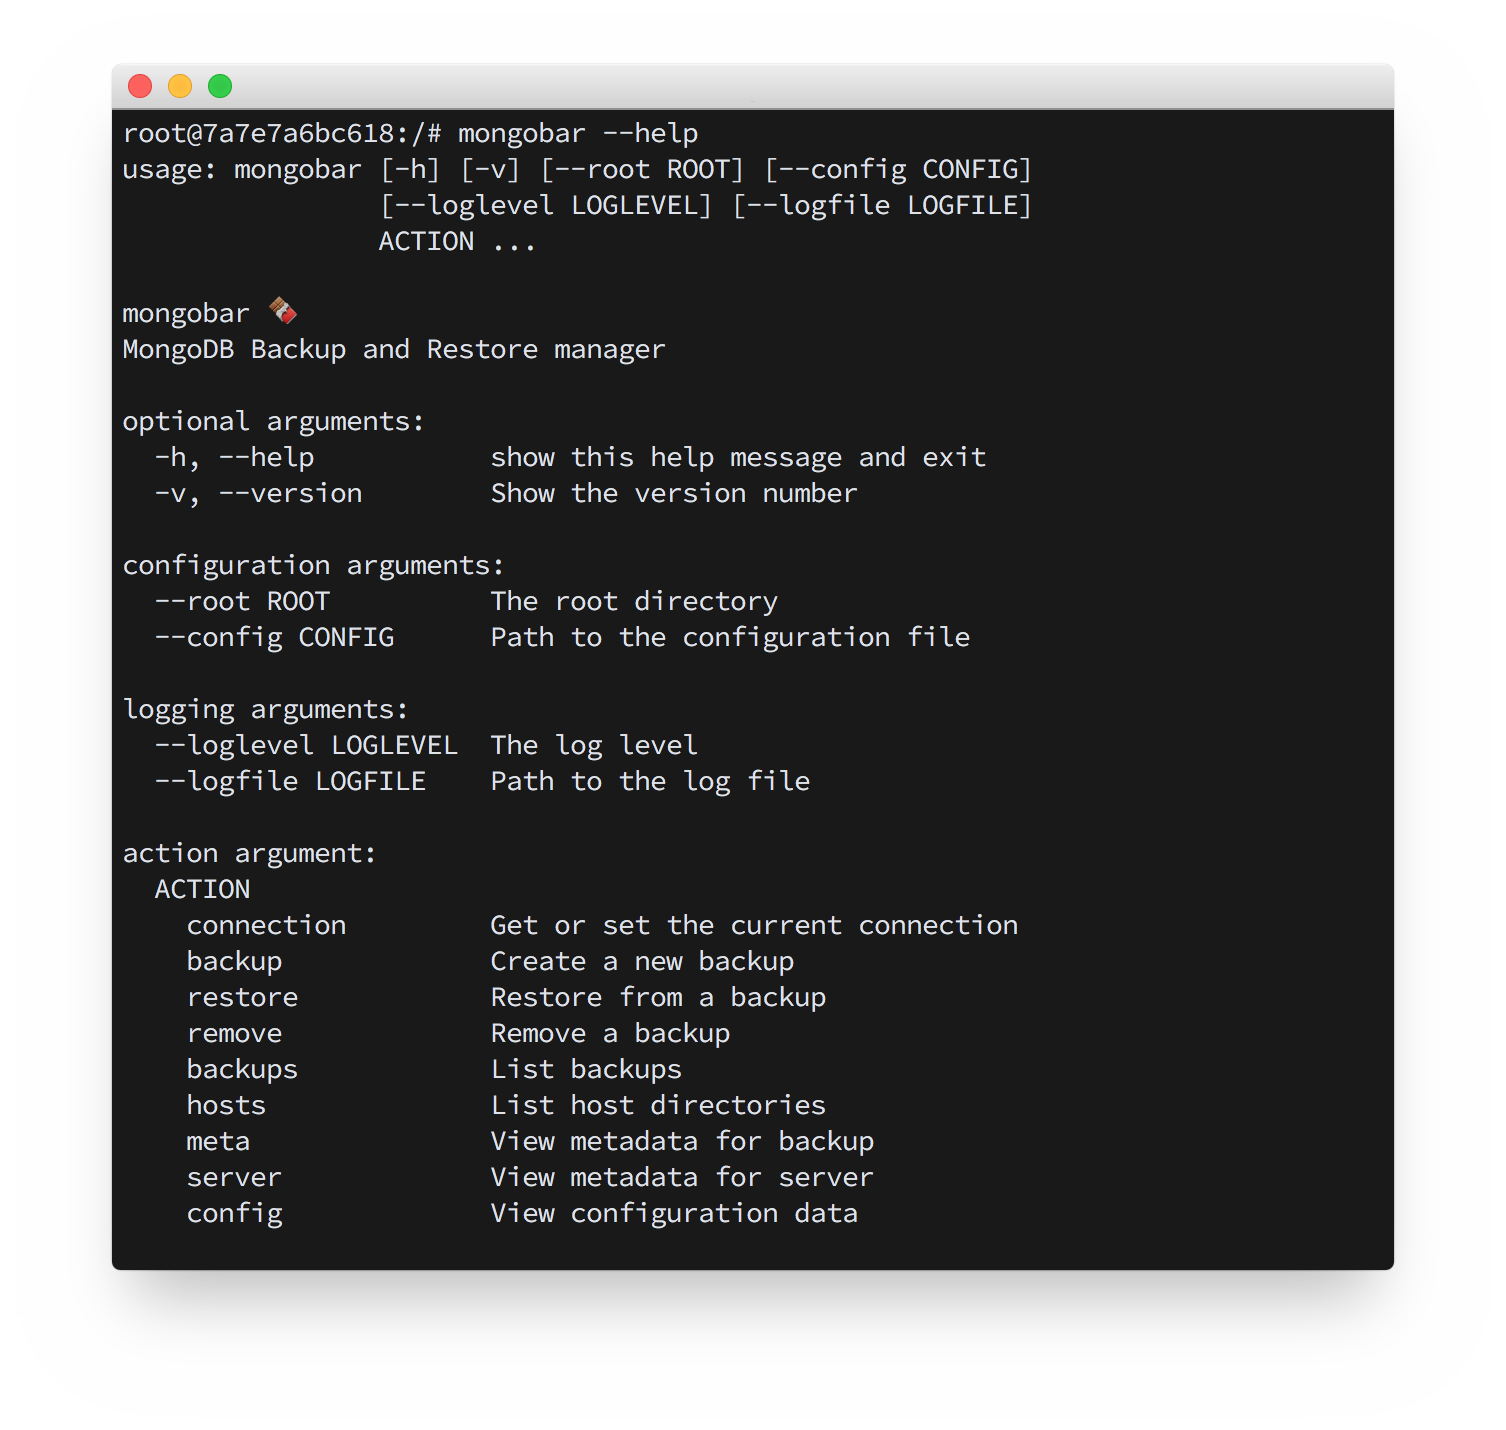 root@7a7e7a6bc618:/# mongobar --help
usage: mongobar [-h] [-v] [--root ROOT] [--config CONFIG]
                [--loglevel LOGLEVEL] [--logfile LOGFILE]
                ACTION ...

mongobar 🍫
MongoDB Backup and Restore manager

optional arguments:
  -h, --help           show this help message and exit
  -v, --version        Show the version number

configuration arguments:
  --root ROOT          The root directory
  --config CONFIG      Path to the configuration file

logging arguments:
  --loglevel LOGLEVEL  The log level
  --logfile LOGFILE    Path to the log file

action argument:
  ACTION
    connection         Get or set the current connection
    backup             Create a new backup
    restore            Restore from a backup
    remove             Remove a backup
    backups            List backups
    hosts              List host directories
    meta               View metadata for backup
    server             View metadata for server
    config             View configuration data